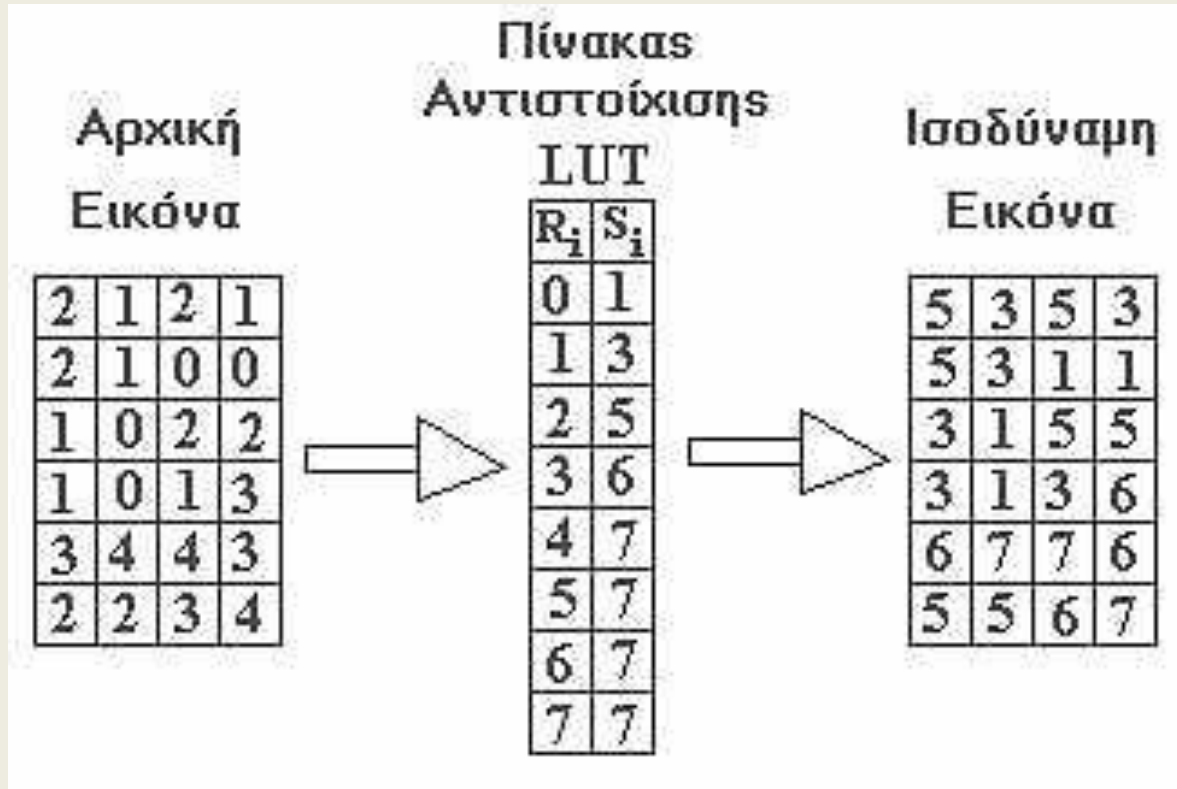 Πίνακας
Αντιστοίχισης
LUT
Αρχική
Εικόνα
2 1 2 1
2 1 0 0
1 0 2 2
1 0 1 3
3 4 4 3
2 2 3 4
Ri Si
0 1
1 3
2 5
3 6
4 7
5 7
6 7
7 7
Ισοδύναμη
Εικόνα
5 3 5 3
5 3 1 1
3 1 5 5
3 1 3 6
6 7 7 6
5 5 6 7